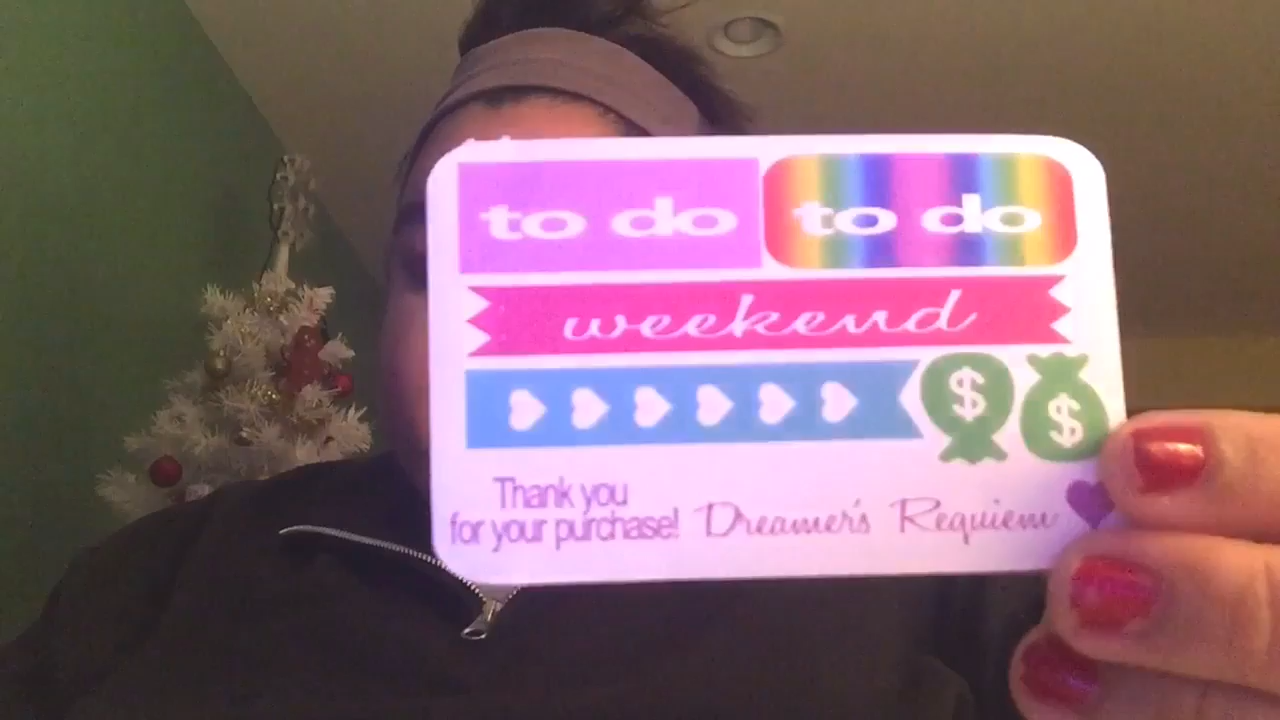 to do to do
weekend
$ $
Thank you
for your purchase! Dreamer's Requiem